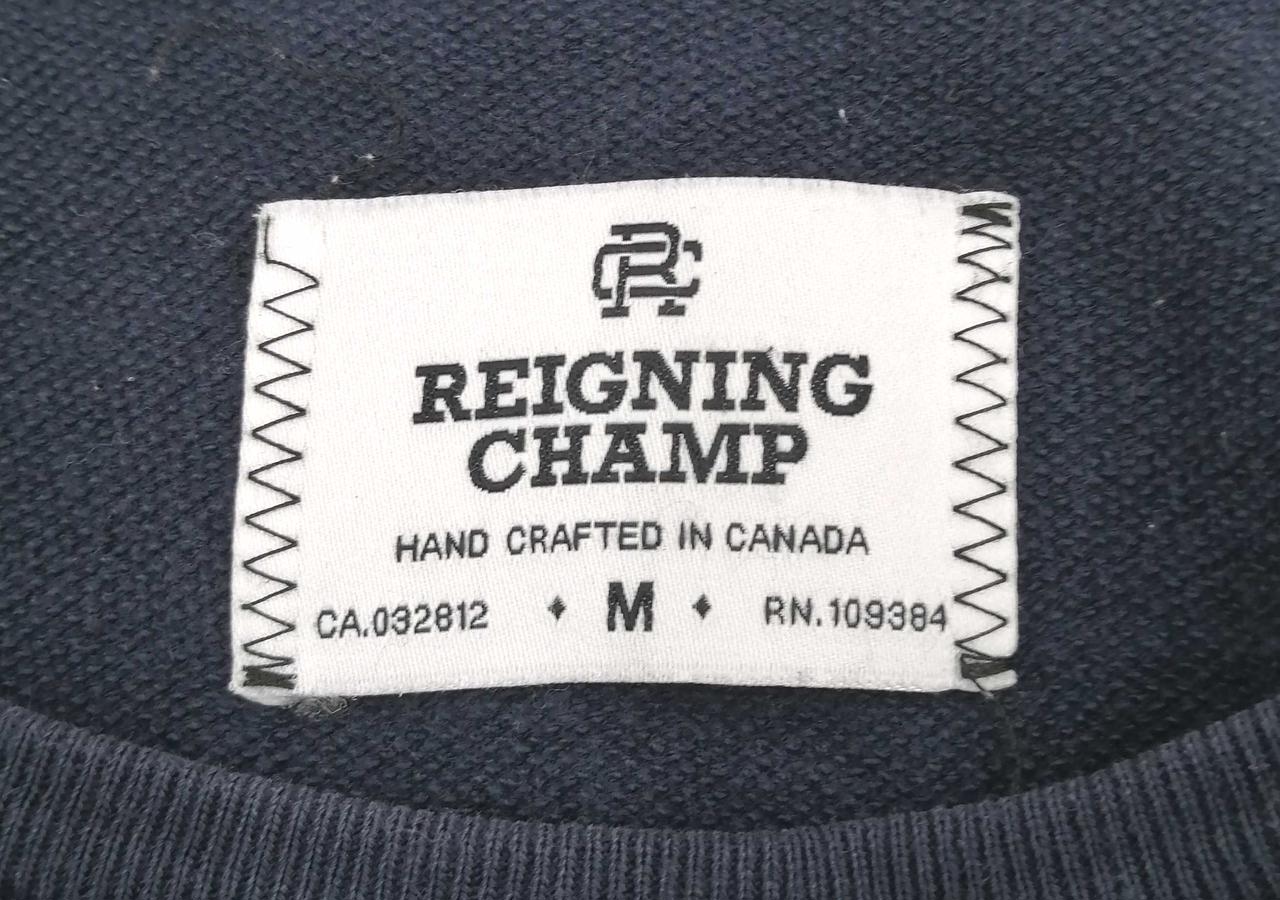 RC
REIGNING
CHAMP
HAND CRAFTED IN CANADA
CA.032812 ♦ M ♦ RN.109384